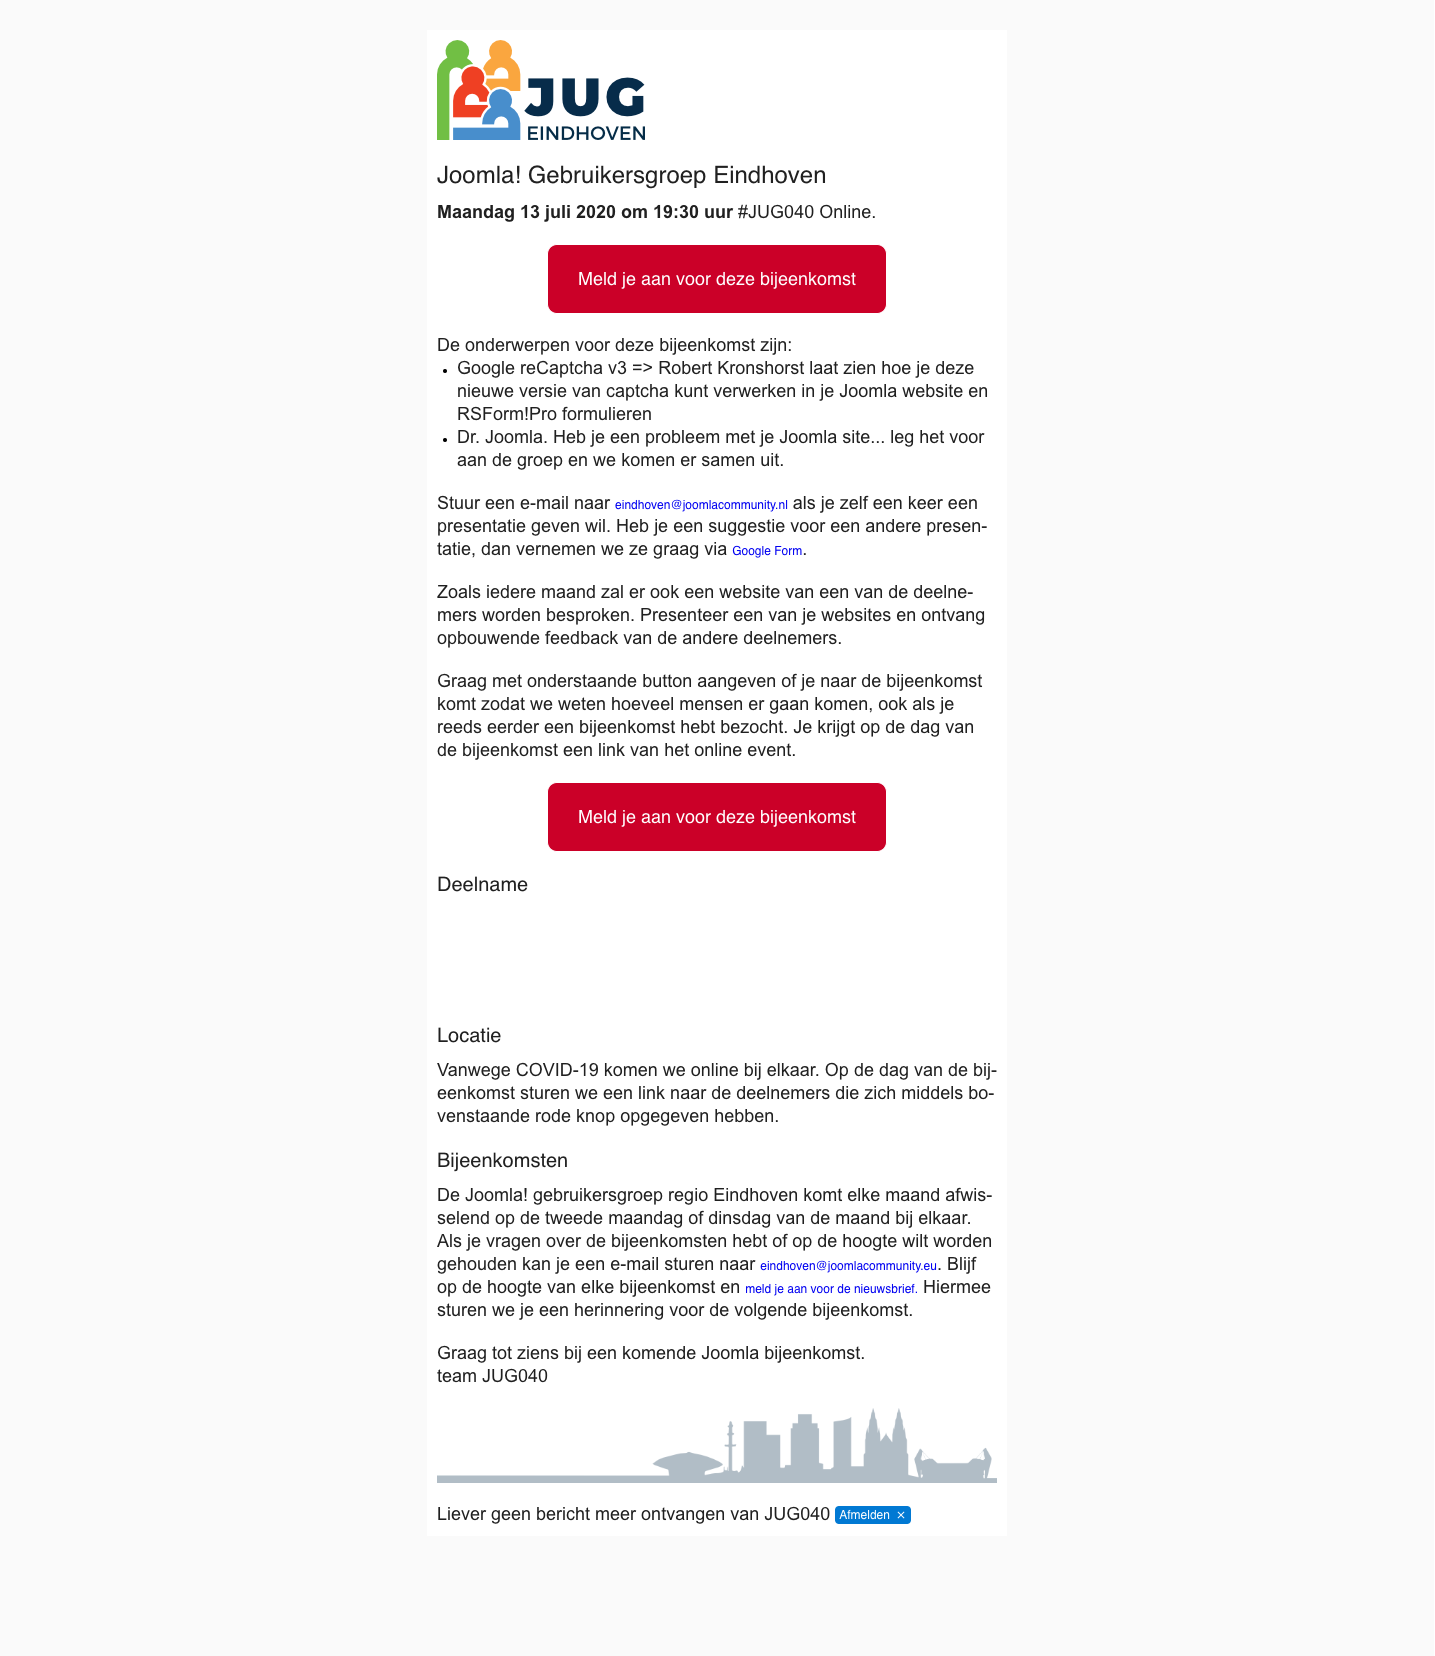 JUG
EINDHOVEN
Joomla! Gebruikersgroep Eindhoven
Maandag 13 juli 2020 om 19:30 uur #JUG040 Online.
Meld je aan voor deze bijeenkomst
De onderwerpen voor deze bijeenkomst zijn:
• Google reCaptcha v3 => Robert Kronshorst laat zien hoe je deze
nieuwe versie van captcha kunt verwerken in je Joomla website en
RSForm!Pro formulieren
• Dr. Joomla. Heb je een probleem met je Joomla site... leg het voor
aan de groep en we komen er samen uit.
Stuur een e-mail naar eindhoven@joomlacommunity.nl als je zelf een keer een
presentatie geven wil. Heb je een suggestie voor een andere presen-
tatie, dan vernemen we ze graag via Google Form.
Zoals iedere maand zal er ook een website van een van de deelne-
mers worden besproken. Presenteer een van je websites en ontvang
opbouwende feedback van de andere deelnemers.
Graag met onderstaande button aangeven of je naar de bijeenkomst
komt zodat we weten hoeveel mensen er gaan komen, ook als je
reeds eerder een bijeenkomst hebt bezocht. Je krijgt op de dag van
de bijeenkomst een link van het online event.
Meld je aan voor deze bijeenkomst
Deelname
Locatie
Vanwege COVID-19 komen we online bij elkaar. Op de dag van de bij-
eenkomst sturen we een link naar de deelnemers die zich middels bo-
venstaande rode knop opgegeven hebben.
Bijeenkomsten
De Joomla! gebruikersgroep regio Eindhoven komt elke maand afwis-
selend op de tweede maandag of dinsdag van de maand bij elkaar.
Als je vragen over de bijeenkomsten hebt of op de hoogte wilt worden
gehouden kan je een e-mail sturen naar eindhoven@joomlacommunity.eu. Blijf
op de hoogte van elke bijeenkomst en meld je aan voor de nieuwsbrief. Hiermee
sturen we je een herinnering voor de volgende bijeenkomst.
Graag tot ziens bij een komende Joomla bijeenkomst.
team JUG040
Liever geen bericht meer ontvangen van JUG040 Afmelden ×